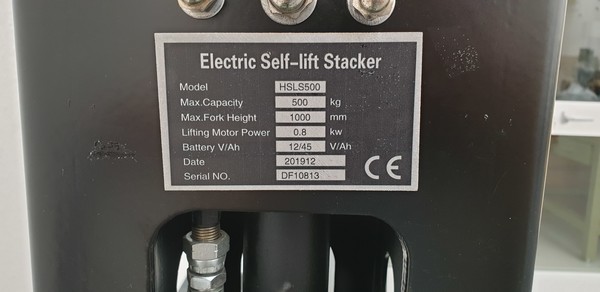 Electric Self-lift Stacker
Model HSLS500
Max.Capacity 500 kg
Max.Fork Height 1000 mm
Lifting Motor Power 0.8 kw
Battery V/Ah 12/45 V/Ah
Date 201912
Serial NO. DF10813
CE